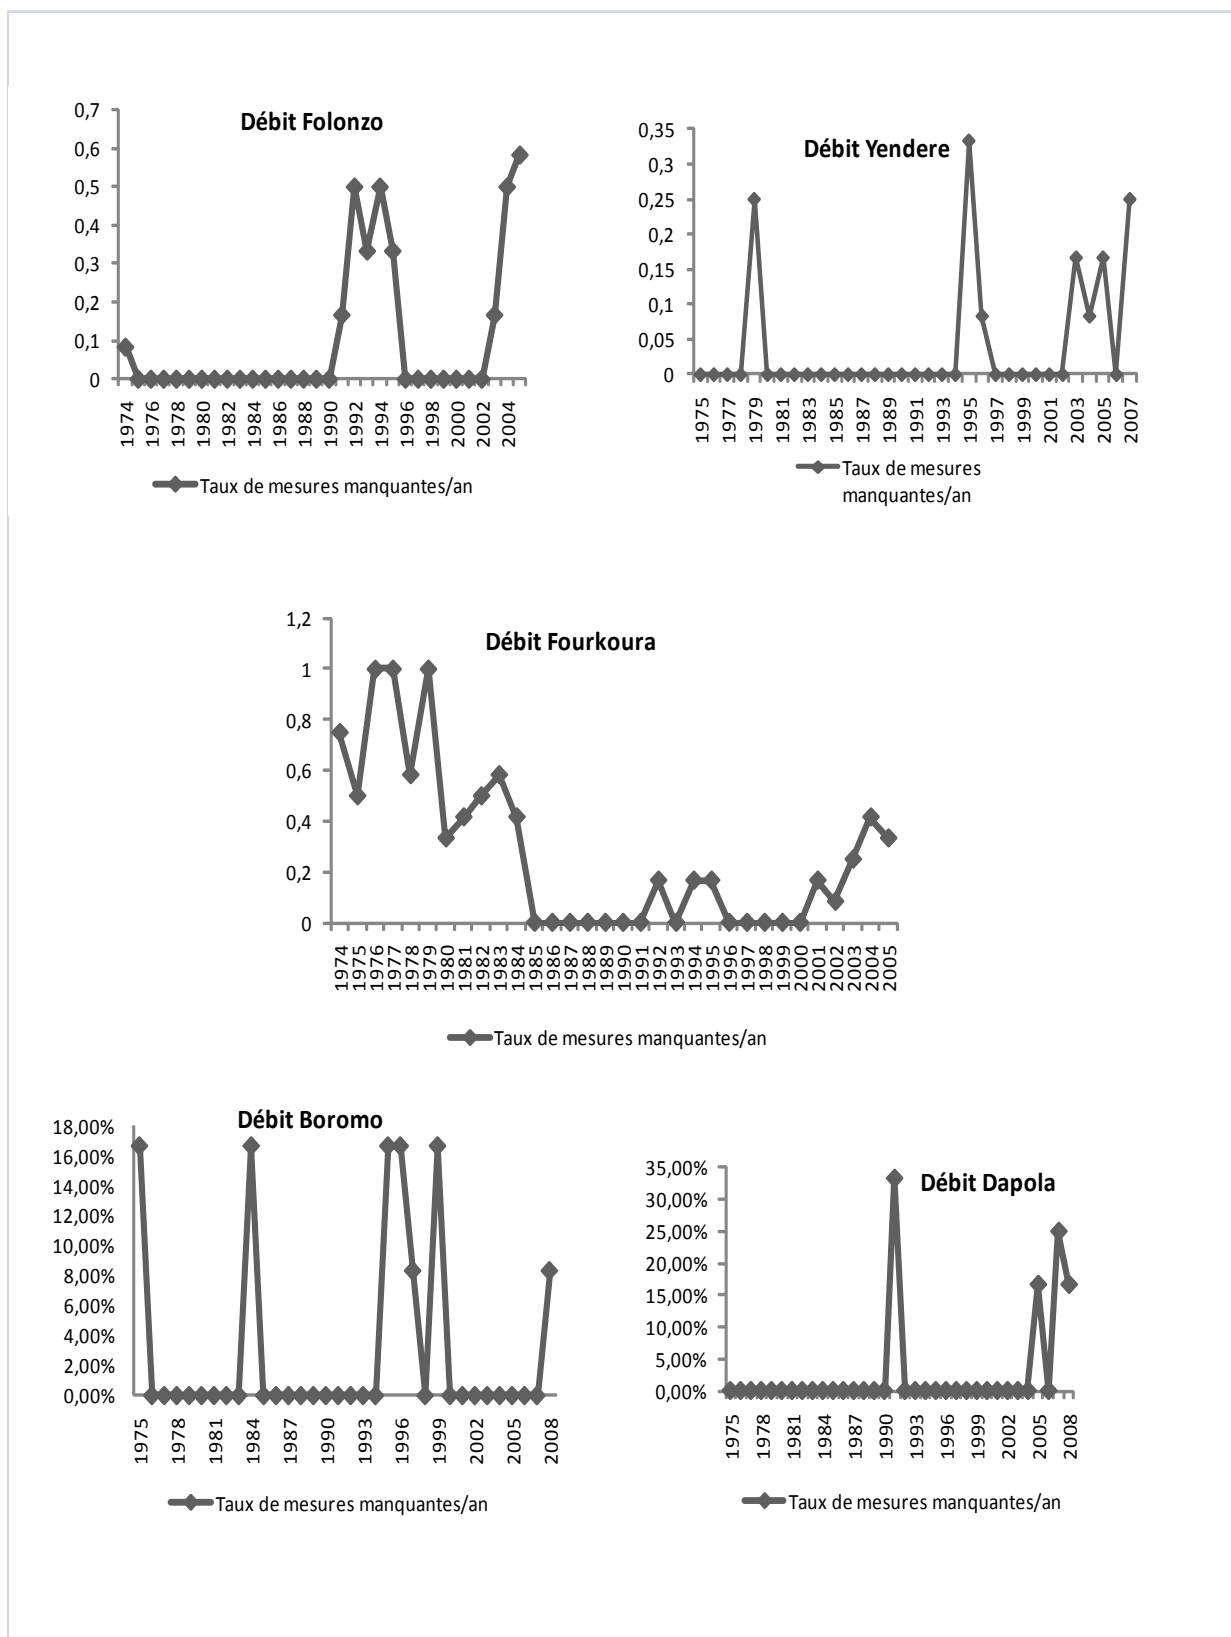 Débit Folonzo
0,7
0,6
0,5
0,4
0,3
0,2
0,1
0
1974 1976 1978 1980 1982 1984 1986 1988 1990 1992 1994 1996 1998 2000 2002 2004
Taux de mesures manquantes/an
Débit Yendere
0,35
0,3
0,25
0,2
0,15
0,1
0,05
0
1975 1977 1979 1981 1983 1985 1987 1989 1991 1993 1995 1997 1999 2001 2003 2005 2007
Taux de mesures
manquantes/an
Débit Fourkoura
1,2
1
0,8
0,6
0,4
0,2
0
1974 1975 1976 1977 1978 1979 1980 1981 1982 1983 1984 1985 1986 1987 1988 1989 1990 1991 1992 1993 1994 1995 1996 1997 1998 1999 2000 2001 2002 2003 2004 2005
Taux de mesures manquantes/an
Débit Boromo
18,00%
16,00%
14,00%
12,00%
10,00%
8,00%
6,00%
4,00%
2,00%
0,00%
1975 1978 1981 1984 1987 1990 1993 1996 1999 2002 2005 2008
Taux de mesures manquantes/an
Débit Dapola
35,00%
30,00%
25,00%
20,00%
15,00%
10,00%
5,00%
0,00%
1975 1978 1981 1984 1987 1990 1993 1996 1999 2002 2005 2008
Taux de mesures manquantes/an